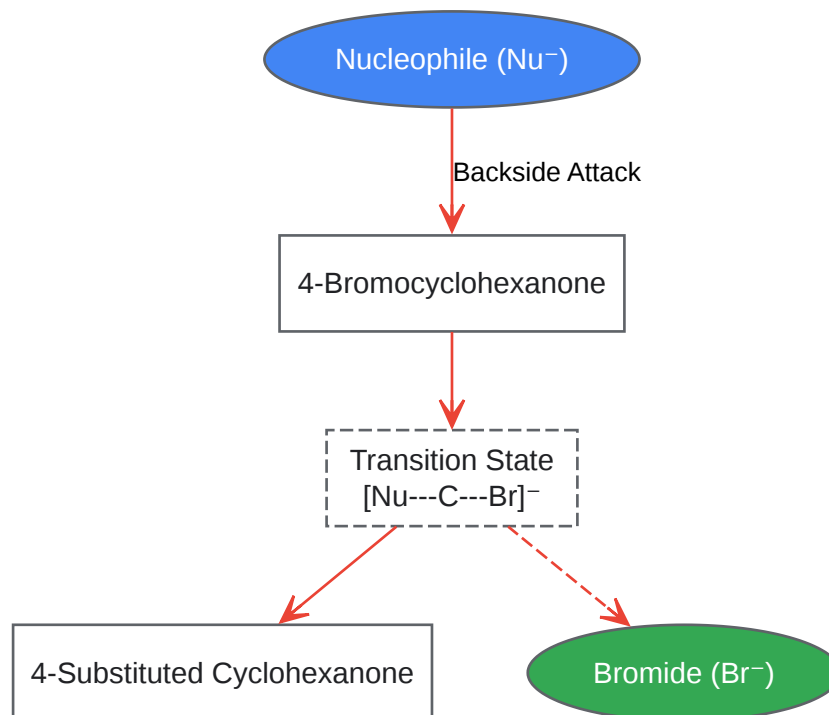 Nucleophile (Nu⁻)
Backside Attack
4-Bromocyclohexanone
Transition State
[Nu---C---Br]⁻
4-Substituted Cyclohexanone
Bromide (Br⁻)